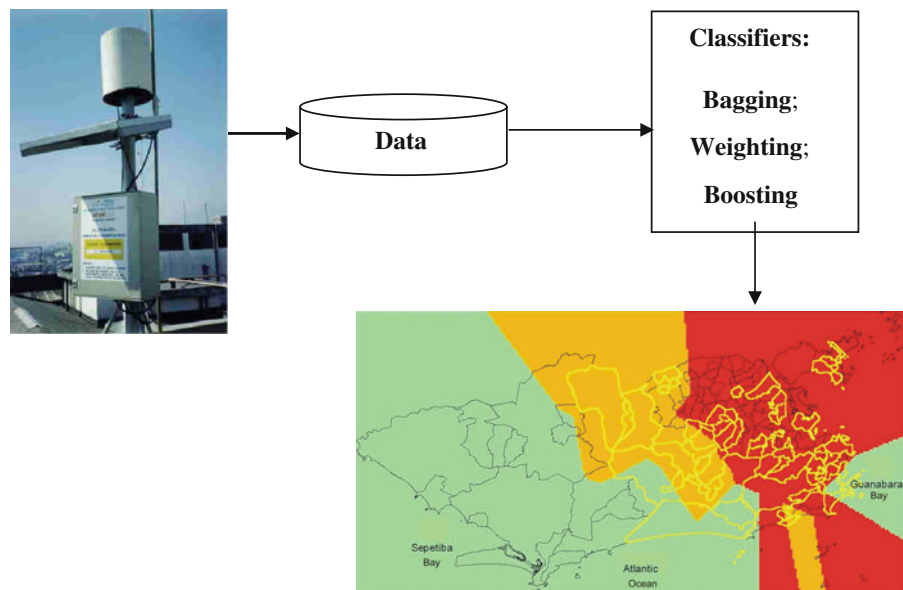 Data
Classifiers:
Bagging;
Weighting;
Boosting
Guanabara
Bay
Sepetiba
Bay
Atlantic
Ocean